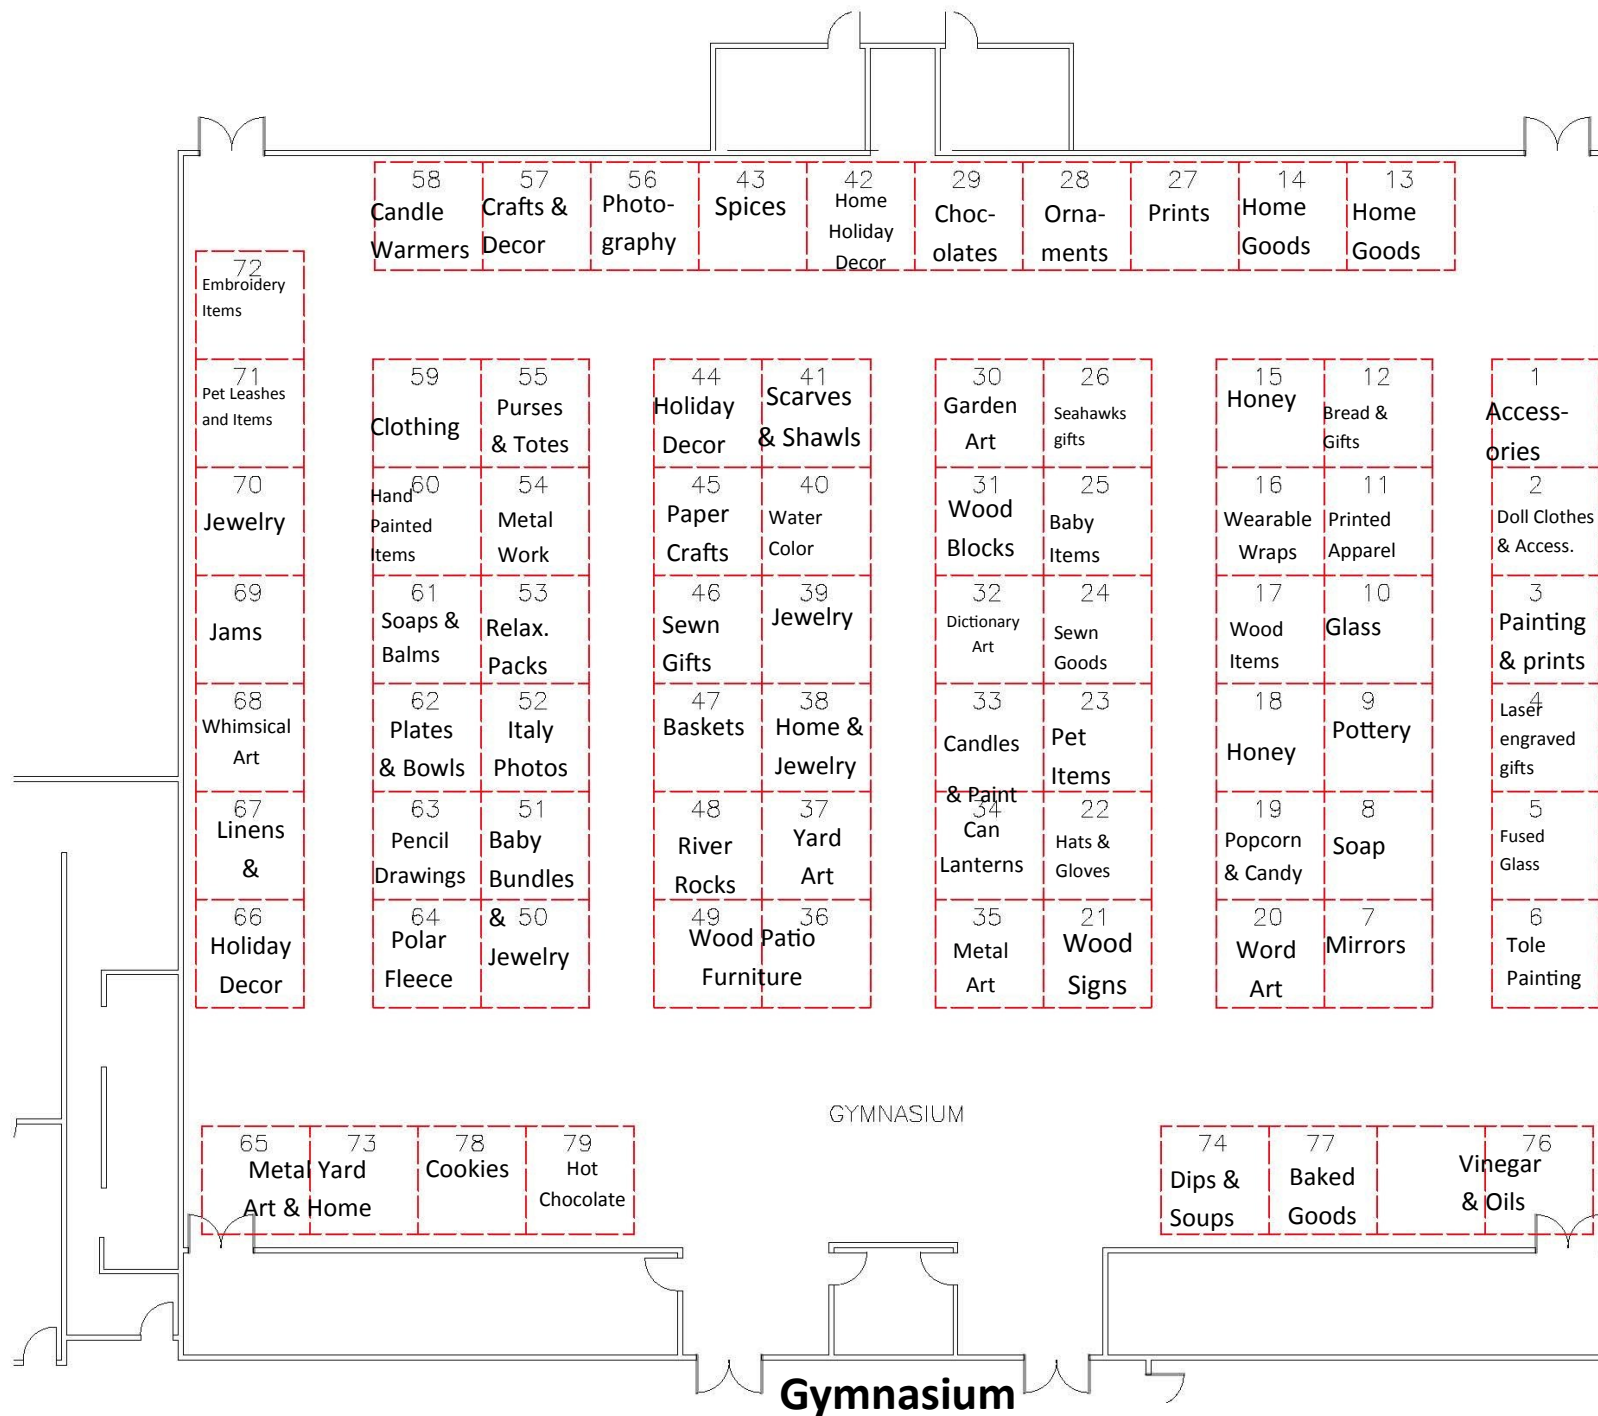 58
Candle
Warmers
57
Crafts &
Decor
56
Photo-
graphy
43
Spices
42
Home
Holiday
Decor
29
Choc-
olates
28
Orna-
ments
27
Prints
14
Home
Goods
13
Home
Goods
72
Embroidery
Items
71
Pet Leashes
and Items
70
Jewelry
69
Jams
68
Whimsical
Art
67
Linens
&
66
Holiday
Decor
59
Clothing
60
Hand
Painted
Items
61
Soaps &
Balms
62
Plates
& Bowls
63
Pencil
Drawings
64
Polar
Fleece
55
Purses
& Totes
54
Metal
Work
53
Relax.
Packs
52
Italy
Photos
51
Baby
Bundles
&
50
Jewelry
44
Holiday
Decor
45
Paper
Crafts
46
Sewn
Gifts
47
Baskets
48
River
Rocks
41
Scarves
& Shawls
40
Water
Color
39
Jewelry
38
Home &
Jewelry
37
Yard
Art
49 36
Wood Patio
Furniture
30
Garden
Art
31
Wood
Blocks
32
Dictionary
Art
33
Candles
& Paint
34
Can
Lanterns
35
Metal
Art
26
Seahawks
gifts
25
Baby
Items
24
Sewn
Goods
23
Pet
Items
22
Hats &
Gloves
21
Wood
Signs
15
Honey
16
Wearable
Wraps
17
Wood
Items
18
Honey
19
Popcorn
& Candy
20
Word
Art
12
Bread &
Gifts
11
Printed
Apparel
10
Glass
9
Pottery
8
Soap
7
Mirrors
1
Access-
ories
2
Doll Clothes
& Access.
3
Painting
& prints
4
Laser
engraved
gifts
5
Fused
Glass
6
Tole
Painting
GYMNASIUM
65 73
Metal Yard
Art & Home
78
Cookies
79
Hot
Chocolate
74
Dips &
Soups
77
Baked
Goods
76
Vinegar
& Oils
Gymnasium